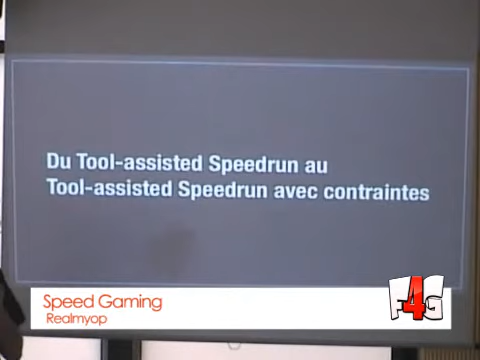 Du Tool-assisted Speedrun au
Tool-assisted Speedrun avec contraintes
Speed Gaming
Realmyop
F4G